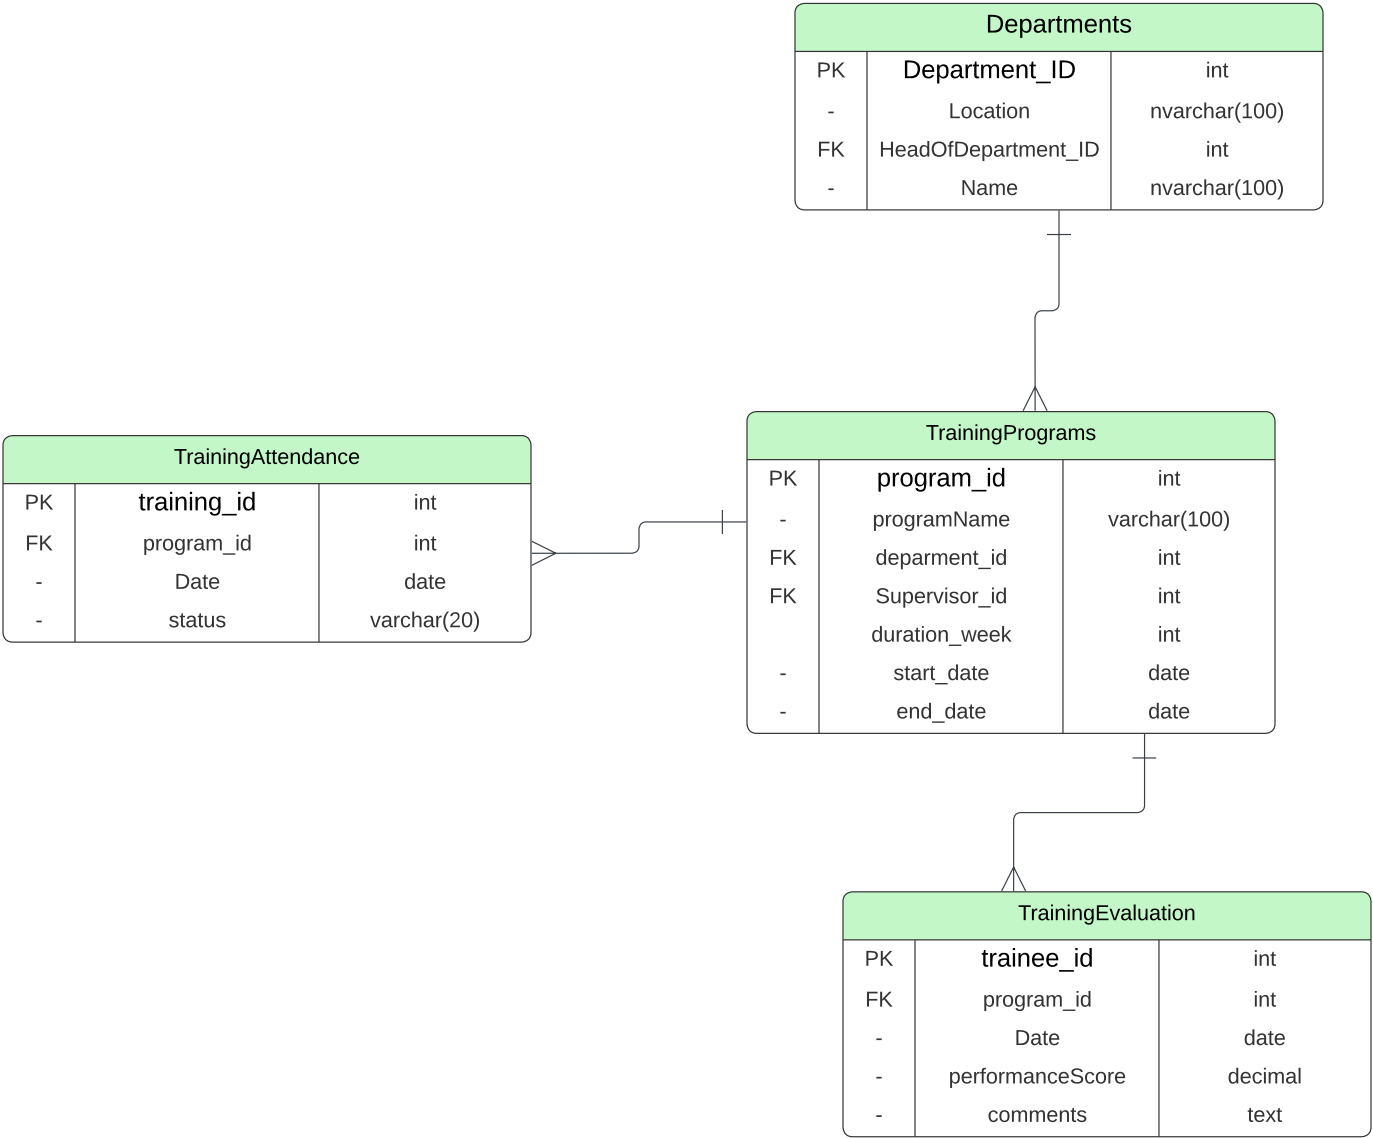 Departments
PK Department_ID int
- Location nvarchar(100)
FK HeadOfDepartment_ID int
- Name nvarchar(100)
TrainingAttendance
PK training_id int
FK program_id int
- Date date
- status varchar(20)
TrainingPrograms
PK program_id int
- programName varchar(100)
FK deparment_id int
FK Supervisor_id int
duration_week int
- start_date date
- end_date date
TrainingEvaluation
PK trainee_id int
FK program_id int
- Date date
- performanceScore decimal
- comments text